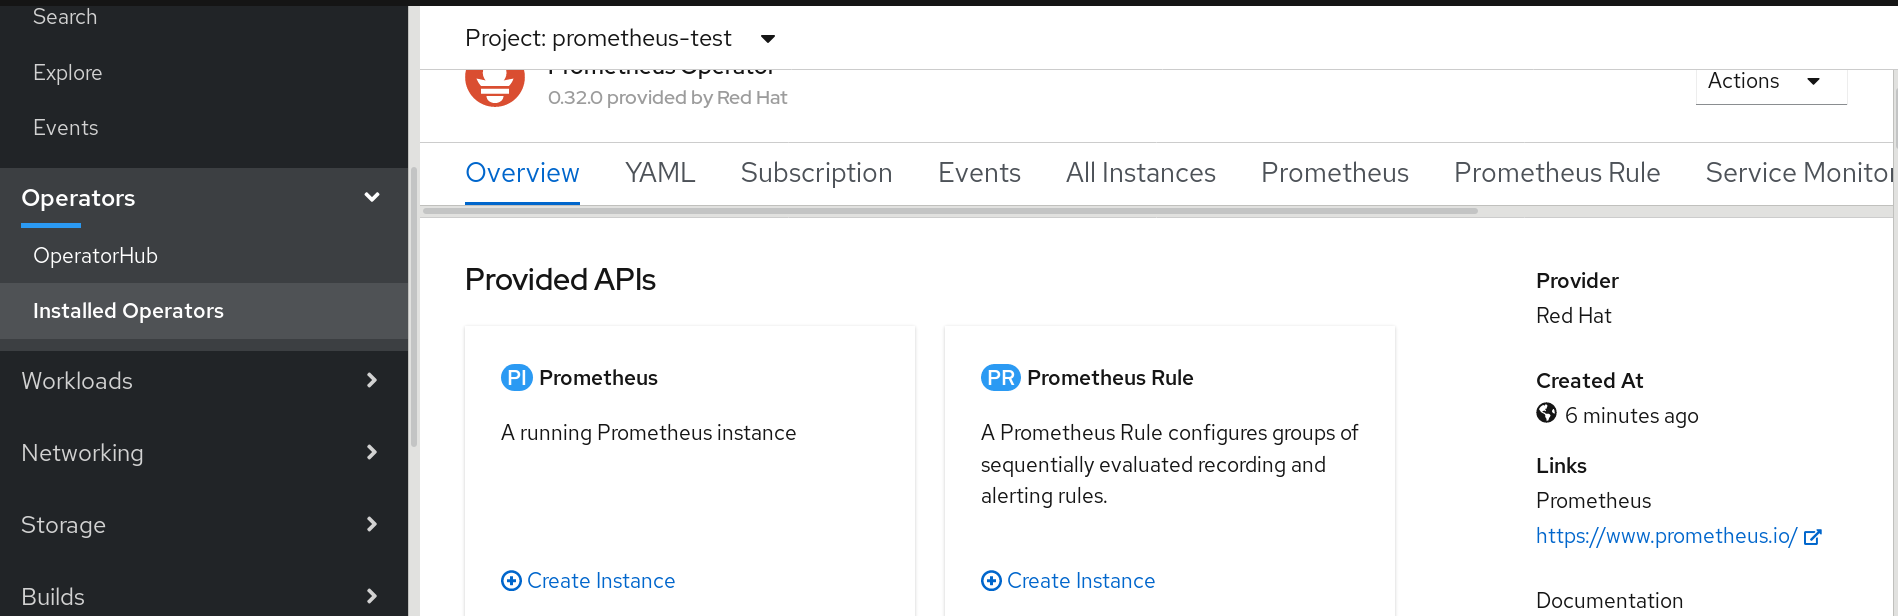 Search
Explore
Events
Operators
OperatorHub
Installed Operators
Workloads
Networking
Storage
Builds
Project: prometheus-test
Prometheus Operator
0.32.0 provided by Red Hat
Actions
Overview YAML Subscription Events All Instances Prometheus Prometheus Rule Service Monitor
Provided APIs
PI Prometheus
A running Prometheus instance
Create Instance
PR Prometheus Rule
A Prometheus Rule configures groups of
sequentially evaluated recording and
alerting rules.
Create Instance
Provider
Red Hat
Created At
6 minutes ago
Links
Prometheus
https://www.prometheus.io/
Documentation